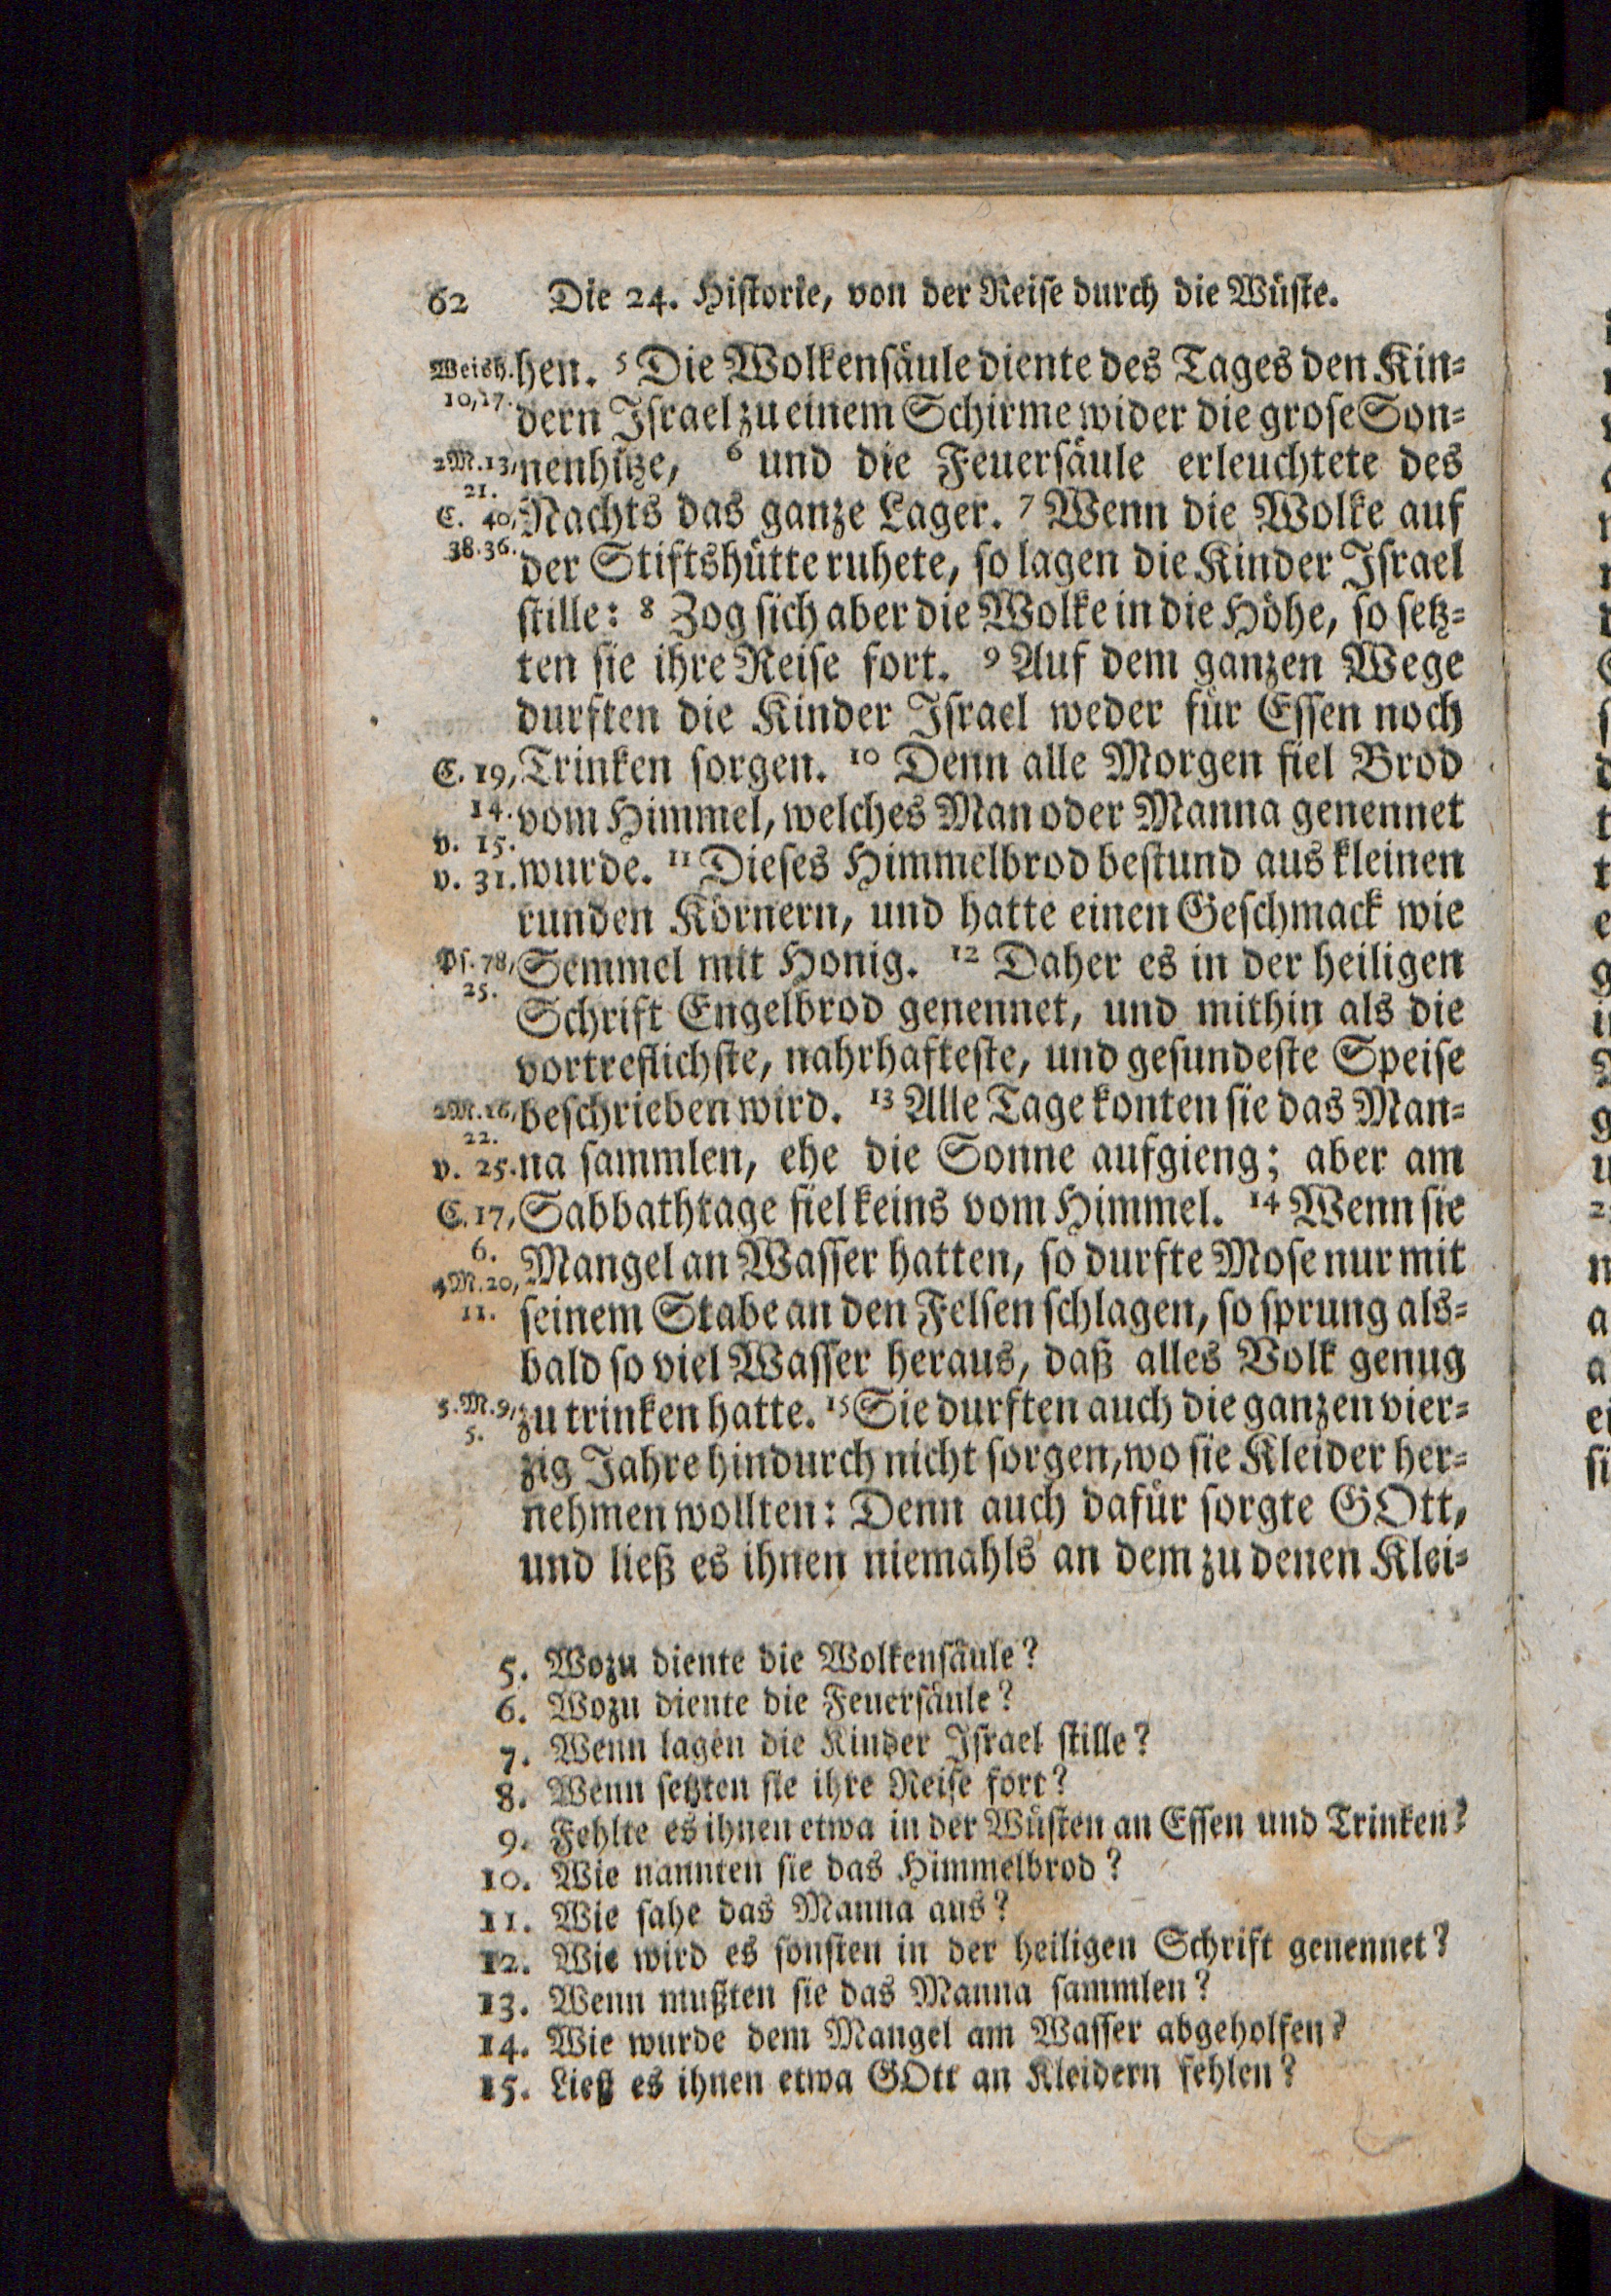 62 Die 24. Historie, von der Reise durch die Wüste.
Weish. hen. 5 Die Wolkensäule diente des Tages den Kin-
10,17. dern Israel zu einem Schirme wider die grose Son-
2M.13, nenhitze, 6 und die Feuersäule erleuchtete des
21.
C. 40, Nachts das ganze Lager. 7 Wenn die Wolke auf
38.36. der Stiftshütte ruhete, so lagen die Kinder Israel
stille: 8 Zog sich aber die Wolke in die Höhe, so setz-
ten sie ihre Reise fort. 9 Auf dem ganzen Wege
durften die Kinder Israel weder für Essen noch
C. 19, Trinken sorgen. 10 Denn alle Morgen fiel Brod
14. vom Himmel, welches Man oder Manna genennet
v. 15.
v. 31. wurde. 11 Dieses Himmelbrod bestund aus kleinen
runden Körnern, und hatte einen Geschmack wie
Ps. 78, Semmel mit Honig. 12 Daher es in der heiligen
25. Schrift Engelbrod genennet, und mithin als die
vortreflichste, nahrhafteste, und gesundeste Speise
2M.16, beschrieben wird. 13 Alle Tage konten sie das Man-
22.
v. 25. na sammlen, ehe die Sonne aufgieng; aber am
C. 17, Sabbathtage fiel keins vom Himmel. 14 Wenn sie
6. Mangel an Wasser hatten, so durfte Mose nur mit
4M.20,
11. seinem Stabe an den Felsen schlagen, so sprung als-
bald so viel Wasser heraus, daß alles Volk genug
5.M.9, zu trinken hatte. 15 Sie durften auch die ganzen vier-
5.
zig Jahre hindurch nicht sorgen, wo sie Kleider her-
nehmen wollten: Denn auch dafür sorgte GOtt,
und ließ es ihnen niemahls an dem zu denen Klei-
5. Wozu diente die Wolkensäule?
6. Wozu diente die Feuersäule?
7. Wenn lagen die Kinder Israel stille?
8. Wenn setzten sie ihre Reise fort?
9. Fehlte es ihnen etwa in der Wüsten an Essen und Trinken?
10. Wie nannten sie das Himmelbrod?
11. Wie sahe das Manna aus?
12. Wie wird es sonsten in der heiligen Schrift genennet?
13. Wenn mußten sie das Manna sammlen?
14. Wie wurde dem Mangel am Wasser abgeholfen?
15. Ließ es ihnen etwa GOtt an Kleidern fehlen?